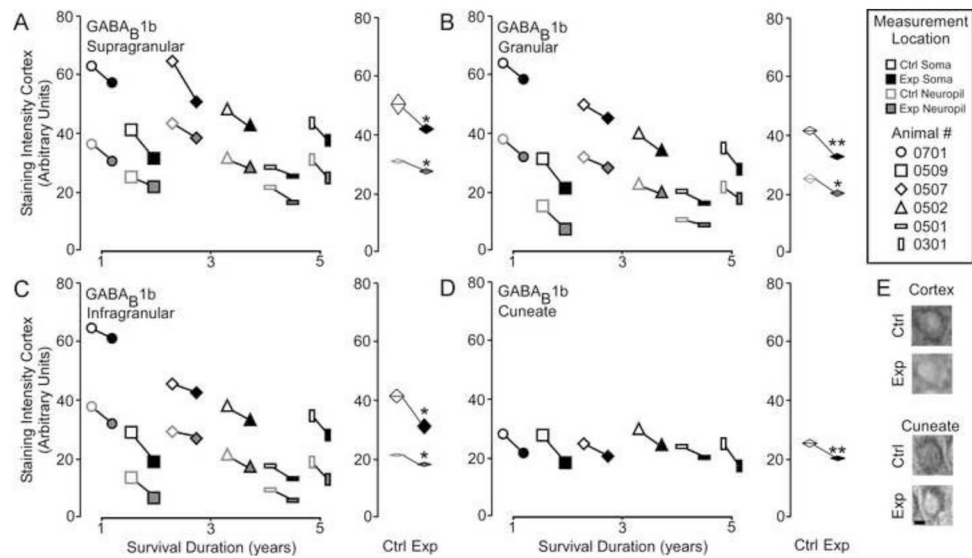 A
GABAB1b
Supragranular
Staining Intensity Cortex
(Arbitrary Units)
80
60
40
20
0
1
3
5
80
60
40
20
0
*
*
B
GABAB1b
Granular
80
60
40
20
0
1
3
5
80
60
40
20
0
**
*
Measurement
Location
Ctrl Soma
Exp Soma
Ctrl Neuropil
Exp Neuropil
Animal #
0701
0509
0507
0502
0501
0301
C
GABAB1b
Infragranular
Staining Intensity Cortex
(Arbitrary Units)
80
60
40
20
0
1
3
5
Survival Duration (years)
80
60
40
20
0
*
*
Ctrl Exp
D
GABAB1b
Cuneate
80
60
40
20
0
1
3
5
Survival Duration (years)
80
60
40
20
0
**
Ctrl Exp
E
Cortex
Ctrl
Exp
Cuneate
Ctrl
Exp